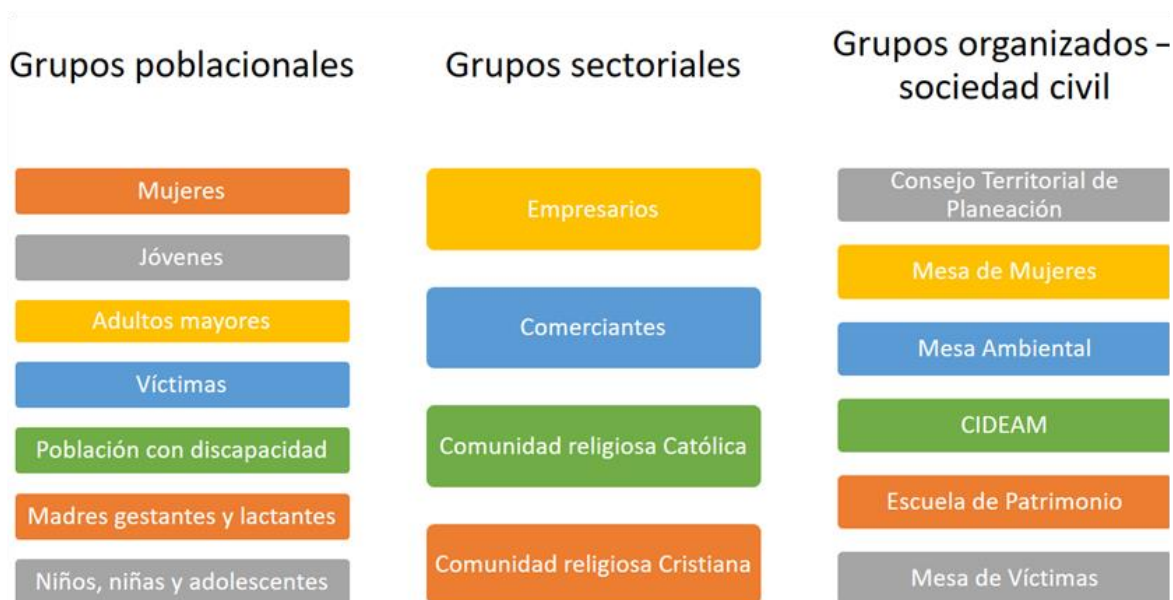 Grupos poblacionales
Mujeres
Jóvenes
Adultos mayores
Víctimas
Población con discapacidad
Madres gestantes y lactantes
Niños, niñas y adolescentes
Grupos sectoriales
Empresarios
Comerciantes
Comunidad religiosa Católica
Comunidad religiosa Cristiana
Grupos organizados –
sociedad civil
Consejo Territorial de
Planeación
Mesa de Mujeres
Mesa Ambiental
CIDEAM
Escuela de Patrimonio
Mesa de Víctimas